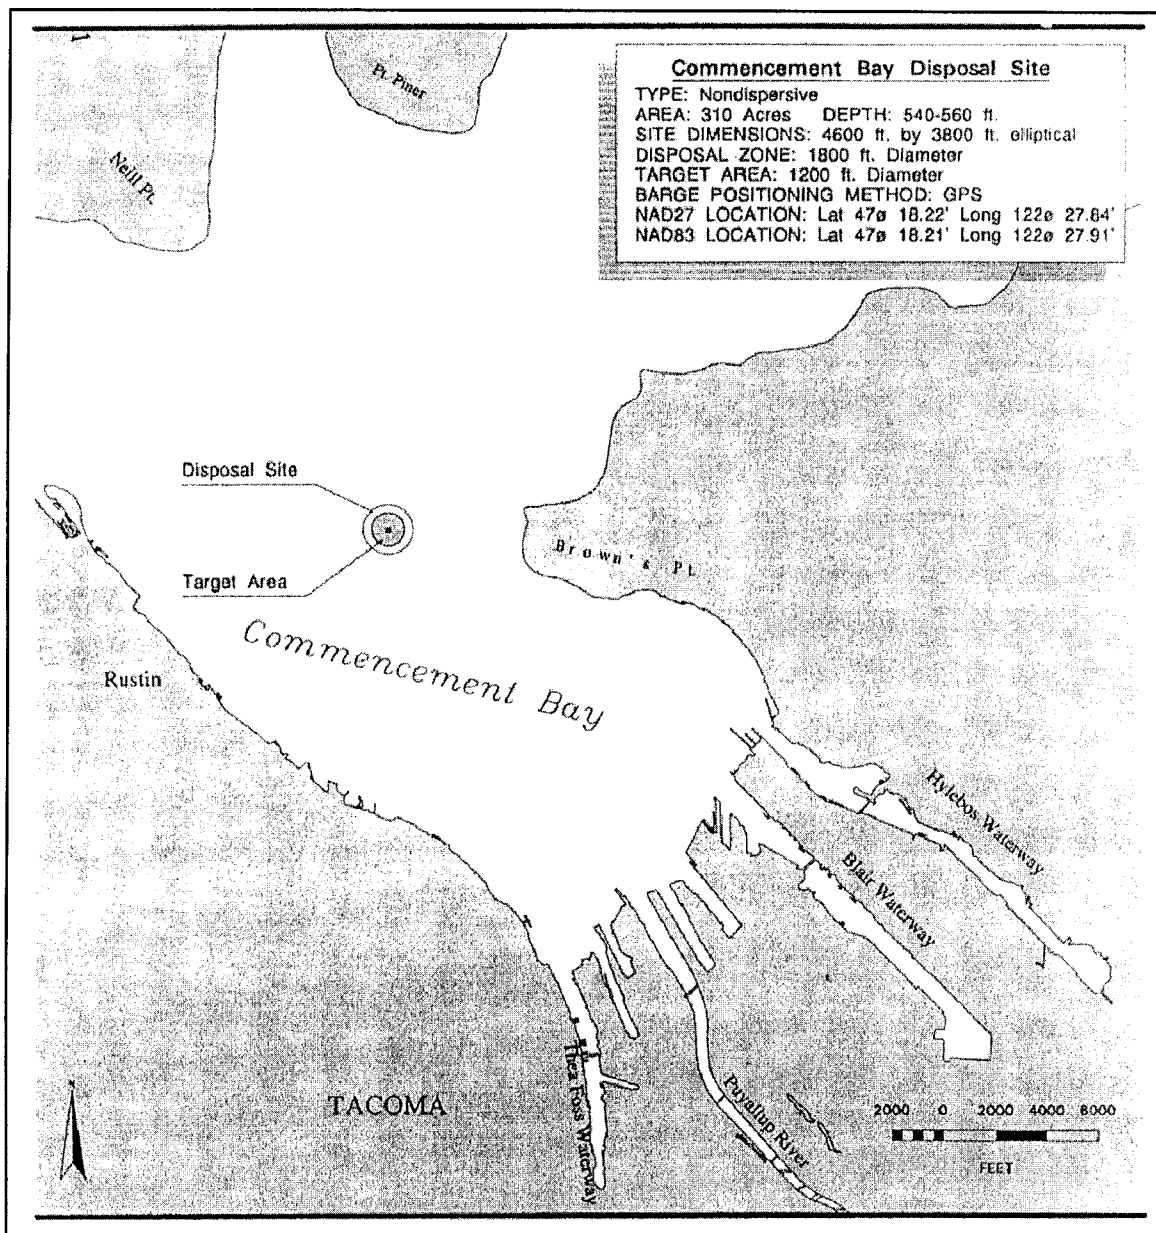 Pt. Piner
Neill Pt.
Commencement Bay Disposal Site
TYPE: Nondispersive
AREA: 310 Acres DEPTH: 540-560 ft.
SITE DIMENSIONS: 4600 ft. by 3800 ft. elliptical
DISPOSAL ZONE: 1800 ft. Diameter
TARGET AREA: 1200 ft. Diameter
BARGE POSITIONING METHOD: GPS
NAD27 LOCATION: Lat 47ø 18.22' Long 122ø 27.84'
NAD83 LOCATION: Lat 47ø 18.21' Long 122ø 27.91'
Disposal Site
Target Area
Brown's Pt.
Commencement Bay
Rustin
Hylebos Waterway
Blair Waterway
Thea Foss Waterway
Puyallup River
TACOMA
2000 0 2000 4000 6000
FEET